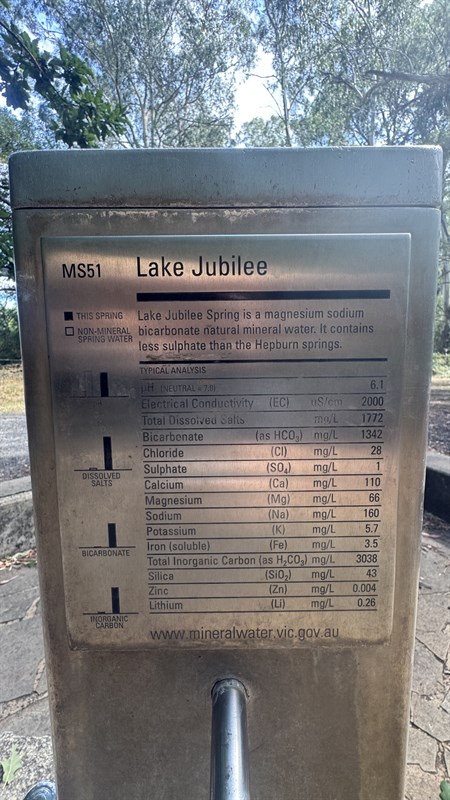 MS51 Lake Jubilee
THIS SPRING
NON-MINERAL
SPRING WATER
Lake Jubilee Spring is a magnesium sodium
bicarbonate natural mineral water. It contains
less sulphate than the Hepburn springs.
TYPICAL ANALYSIS
pH (NEUTRAL = 7.0) 6.1
Electrical Conductivity (EC) uS/cm 2000
Total Dissolved Salts mg/L 1772
Bicarbonate (as HCO₃) mg/L 1342
Chloride (Cl) mg/L 28
Sulphate (SO₄) mg/L 1
Calcium (Ca) mg/L 110
Magnesium (Mg) mg/L 66
Sodium (Na) mg/L 160
Potassium (K) mg/L 5.7
Iron (soluble) (Fe) mg/L 3.5
Total Inorganic Carbon (as H₂CO₃) mg/L 3038
Silica (SiO₂) mg/L 43
Zinc (Zn) mg/L 0.004
Lithium (Li) mg/L 0.26
DISSOLVED
SALTS
BICARBONATE
INORGANIC
CARBON
www.mineralwater.vic.gov.au